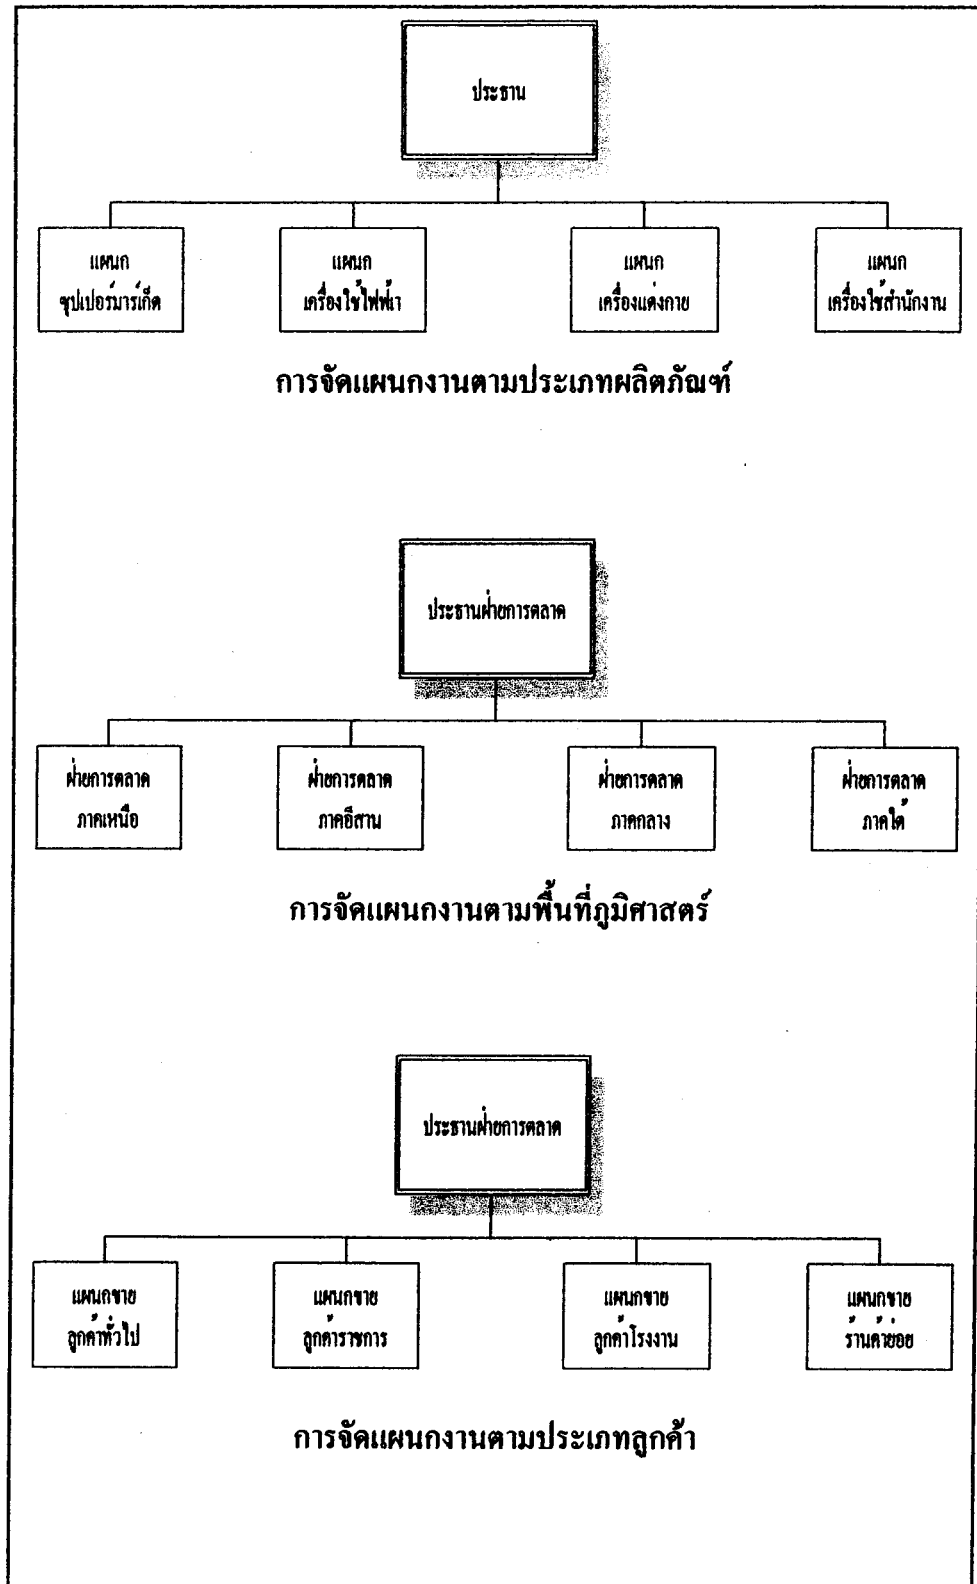 ประธาน
แผนก
ซุปเปอร์มาร์เก็ต
แผนก
เครื่องใช้ไฟฟ้า
แผนก
เครื่องแต่งกาย
แผนก
เครื่องใช้สำนักงาน
การจัดแผนกงานตามประเภทผลิตภัณฑ์
ประธานฝ่ายการตลาด
ฝ่ายการตลาด
ภาคเหนือ
ฝ่ายการตลาด
ภาคอีสาน
ฝ่ายการตลาด
ภาคกลาง
ฝ่ายการตลาด
ภาคใต้
การจัดแผนกงานตามพื้นที่ภูมิศาสตร์
ประธานฝ่ายการตลาด
แผนกขาย
ลูกค้าทั่วไป
แผนกขาย
ลูกค้าราชการ
แผนกขาย
ลูกค้าโรงงาน
แผนกขาย
ร้านค้าย่อย
การจัดแผนกงานตามประเภทลูกค้า